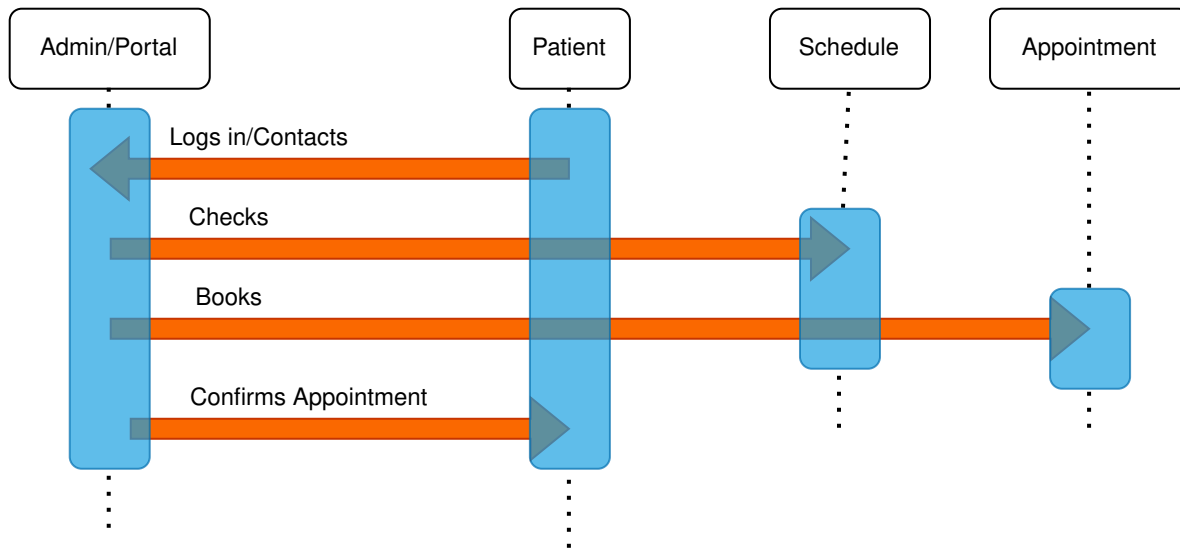 Admin/Portal
Patient
Schedule
Appointment
Logs in/Contacts
Checks
Books
Confirms Appointment